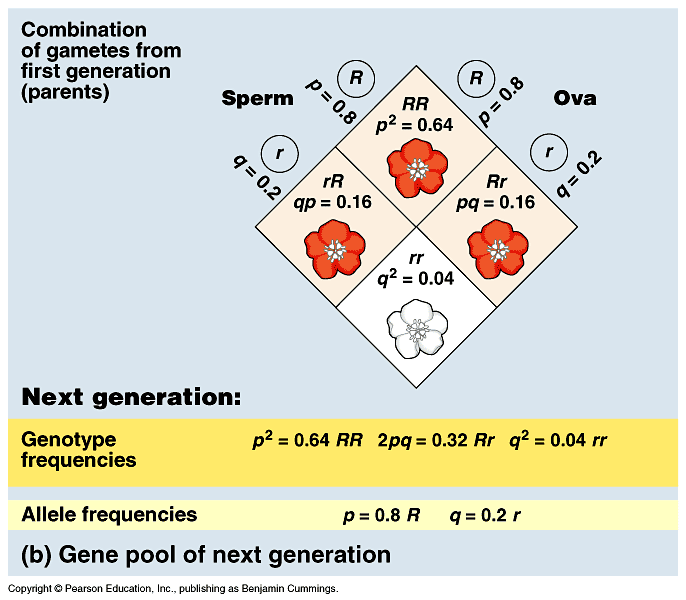 Combination
of gametes from
first generation
(parents)
Sperm
Ova
R
p = 0.8
R
p = 0.8
r
q = 0.2
r
q = 0.2
RR
p² = 0.64
rR
qp = 0.16
Rr
pq = 0.16
rr
q² = 0.04
Next generation:
Genotype
frequencies
p² = 0.64 RR 2pq = 0.32 Rr q² = 0.04 rr
Allele frequencies
p = 0.8 R q = 0.2 r
(b) Gene pool of next generation
Copyright © Pearson Education, Inc., publishing as Benjamin Cummings.